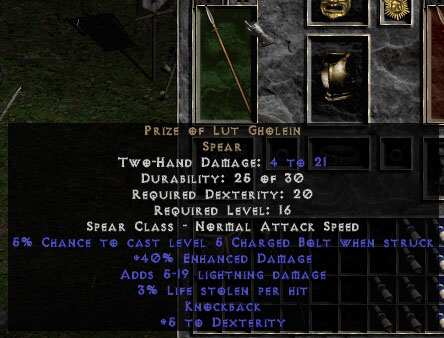 Prize of Lut Gholein
Spear
Two-Hand Damage: 4 to 21
Durability: 25 of 30
Required Dexterity: 20
Required Level: 16
Spear Class - Normal Attack Speed
5% Chance to cast level 5 Charged Bolt when struck
+40% Enhanced Damage
Adds 5-19 lightning damage
3% Life stolen per hit
Knockback
+5 to Dexterity